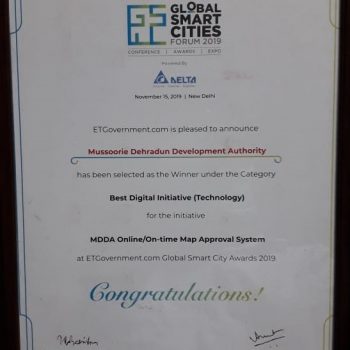 GLOBAL
SMART
CITIES
FORUM 2019
CONFERENCE | AWARDS | EXPO
Powered By
DELTA
November 15, 2019 | New Delhi
ETGovernment.com is pleased to announce
Mussoorie Dehradun Development Authority
has been selected as the Winner under the Category
Best Digital Initiative (Technology)
for the initiative
MDDA Online/On-time Map Approval System
at ETGovernment.com Global Smart City Awards 2019
Congratulations!